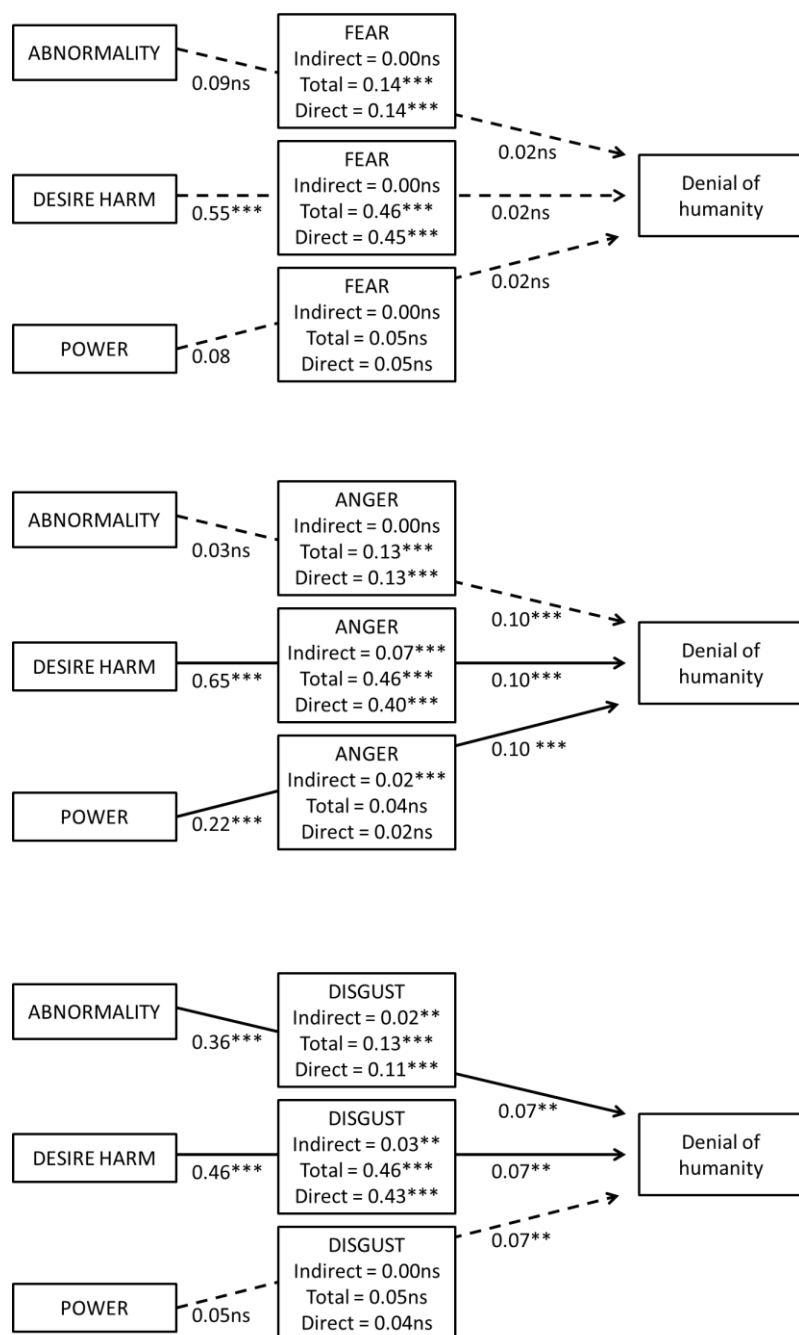 ABNORMALITY
0.09ns
FEAR
Indirect = 0.00ns
Total = 0.14***
Direct = 0.14***
0.02ns
DESIRE HARM
0.55***
FEAR
Indirect = 0.00ns
Total = 0.46***
Direct = 0.45***
0.02ns
POWER
0.08
FEAR
Indirect = 0.00ns
Total = 0.05ns
Direct = 0.05ns
0.02ns
Denial of
humanity
ABNORMALITY
0.03ns
ANGER
Indirect = 0.00ns
Total = 0.13***
Direct = 0.13***
0.10***
DESIRE HARM
0.65***
ANGER
Indirect = 0.07***
Total = 0.46***
Direct = 0.40***
0.10***
POWER
0.22***
ANGER
Indirect = 0.02***
Total = 0.04ns
Direct = 0.02ns
0.10 ***
Denial of
humanity
ABNORMALITY
0.36***
DISGUST
Indirect = 0.02**
Total = 0.13***
Direct = 0.11***
0.07**
DESIRE HARM
0.46***
DISGUST
Indirect = 0.03**
Total = 0.46***
Direct = 0.43***
0.07**
POWER
0.05ns
DISGUST
Indirect = 0.00ns
Total = 0.05ns
Direct = 0.04ns
0.07**
Denial of
humanity